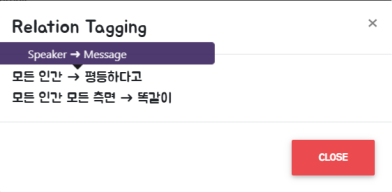 Relation Tagging
×
Speaker → Message
모든 인간 → 평등하다고
모든 인간 모든 측면 → 똑같이
CLOSE